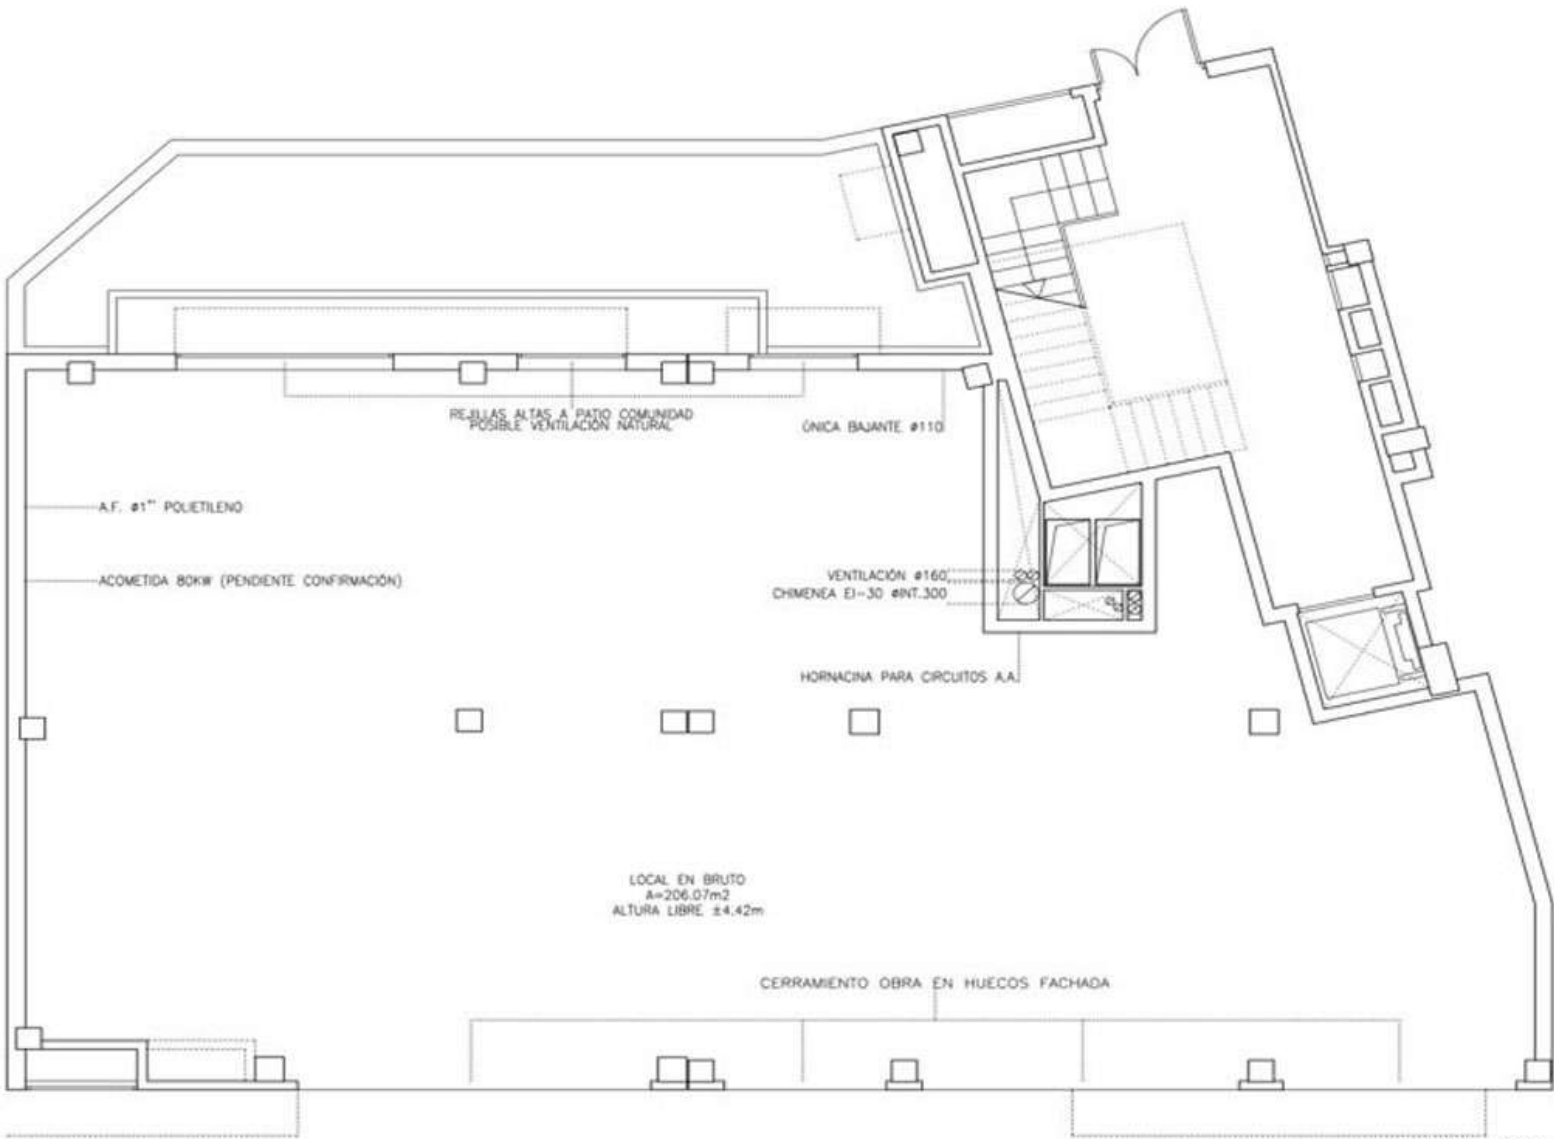 REJILLAS ALTAS A PATIO COMUNIDAD
POSIBLE VENTILACIÓN NATURAL
ÚNICA BAJANTE ø110
A.F. ø1"" POLIETILENO
ACOMETIDA 80KW (PENDIENTE CONFIRMACIÓN)
VENTILACIÓN ø160
CHIMENEA EI-30 øINT.300
HORNACINA PARA CIRCUITOS A.A.
LOCAL EN BRUTO
A=206.07m2
ALTURA LIBRE ±4.42m
CERRAMIENTO OBRA EN HUECOS FACHADA